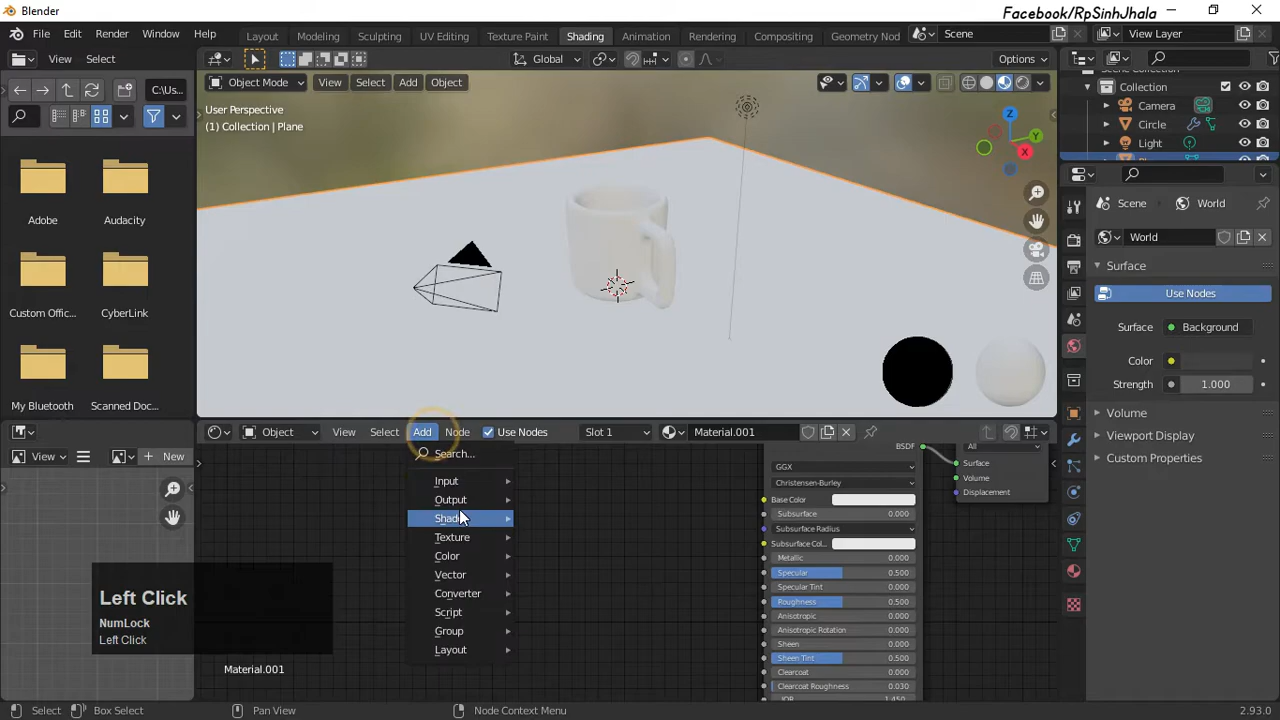 Blender
Facebook/RpSinhJhala
File Edit Render Window Help
Layout Modeling Sculpting UV Editing Texture Paint Shading Animation Rendering Compositing Geometry Nod
Scene
View Layer
View Select
Global
Options
Object Mode View Select Add Object
C:\Us...
User Perspective
(1) Collection | Plane
Z
Y
X
Adobe
Audacity
Custom Offic...
CyberLink
My Bluetooth
Scanned Doc...
Scene Collection
Collection
Camera
Circle
Light
Scene World
World
Surface
Use Nodes
Surface Background
Color
Strength 1.000
Volume
Viewport Display
Custom Properties
Object View Select Add Node Use Nodes Slot 1 Material.001
View New
Search...
Input
Output
Texture
Color
Vector
Converter
Script
Group
Layout
BSDF
GGX
Christensen-Burley
Base Color
Subsurface 0.000
Subsurface Radius
Subsurface Col...
Metallic 0.000
Specular 0.500
Specular Tint 0.000
Roughness 0.500
Anisotropic 0.000
Anisotropic Rotation 0.000
Sheen 0.000
Sheen Tint 0.500
Clearcoat 0.000
Clearcoat Roughness 0.030
IOR 1.450
All
Surface
Volume
Displacement
Left Click
NumLock
Left Click
Material.001
Select Box Select Pan View Node Context Menu 2.93.0